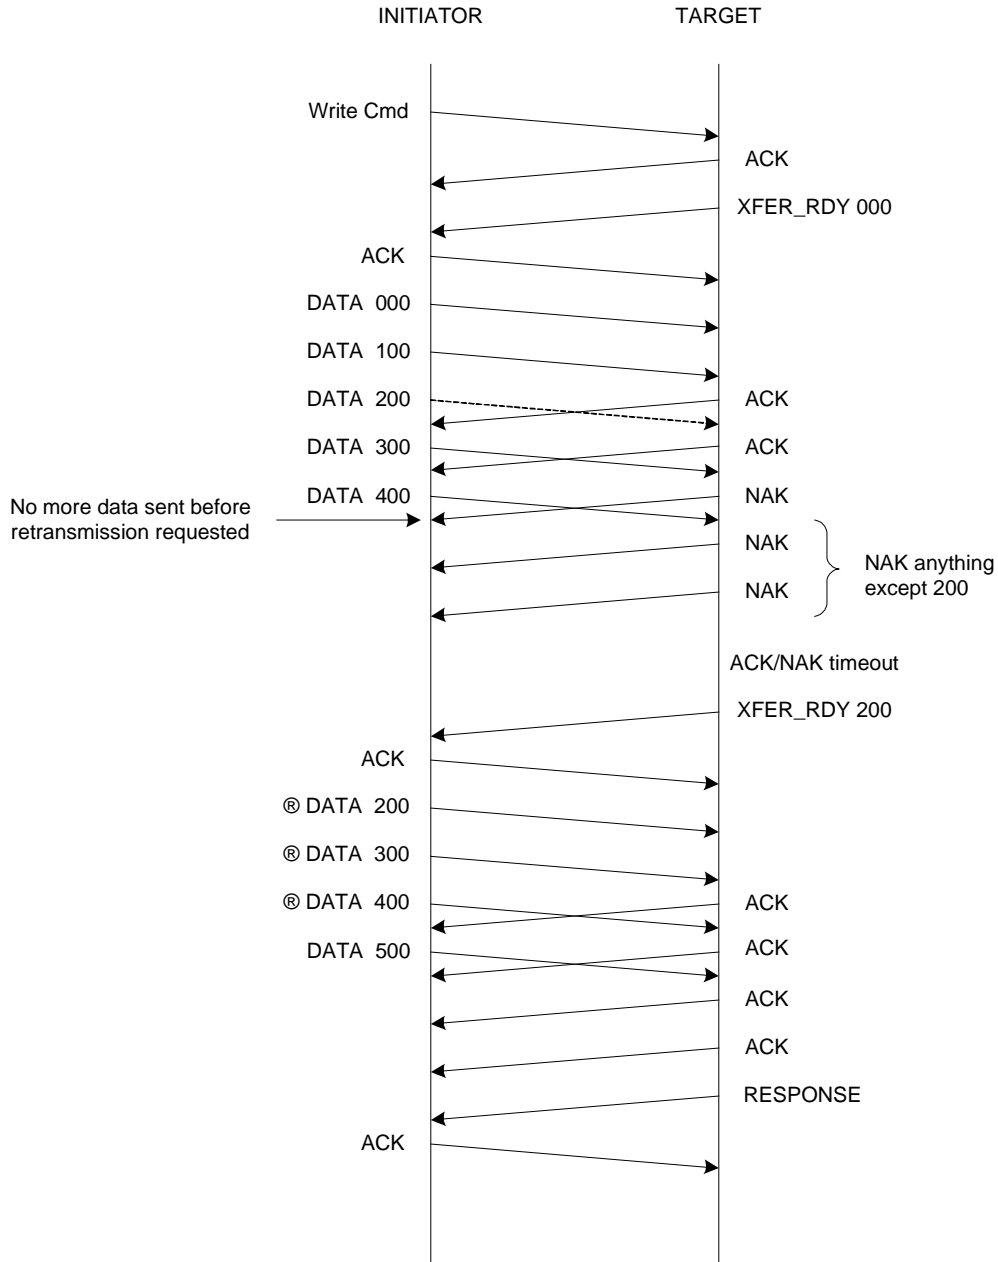 INITIATOR TARGET
Write Cmd
ACK
XFER_RDY 000
ACK
DATA 000
DATA 100
DATA 200 ACK
DATA 300 ACK
DATA 400 NAK
No more data sent before
retransmission requested
NAK
NAK
NAK anything
except 200
ACK/NAK timeout
XFER_RDY 200
ACK
® DATA 200
® DATA 300
® DATA 400 ACK
DATA 500 ACK
ACK
ACK
RESPONSE
ACK